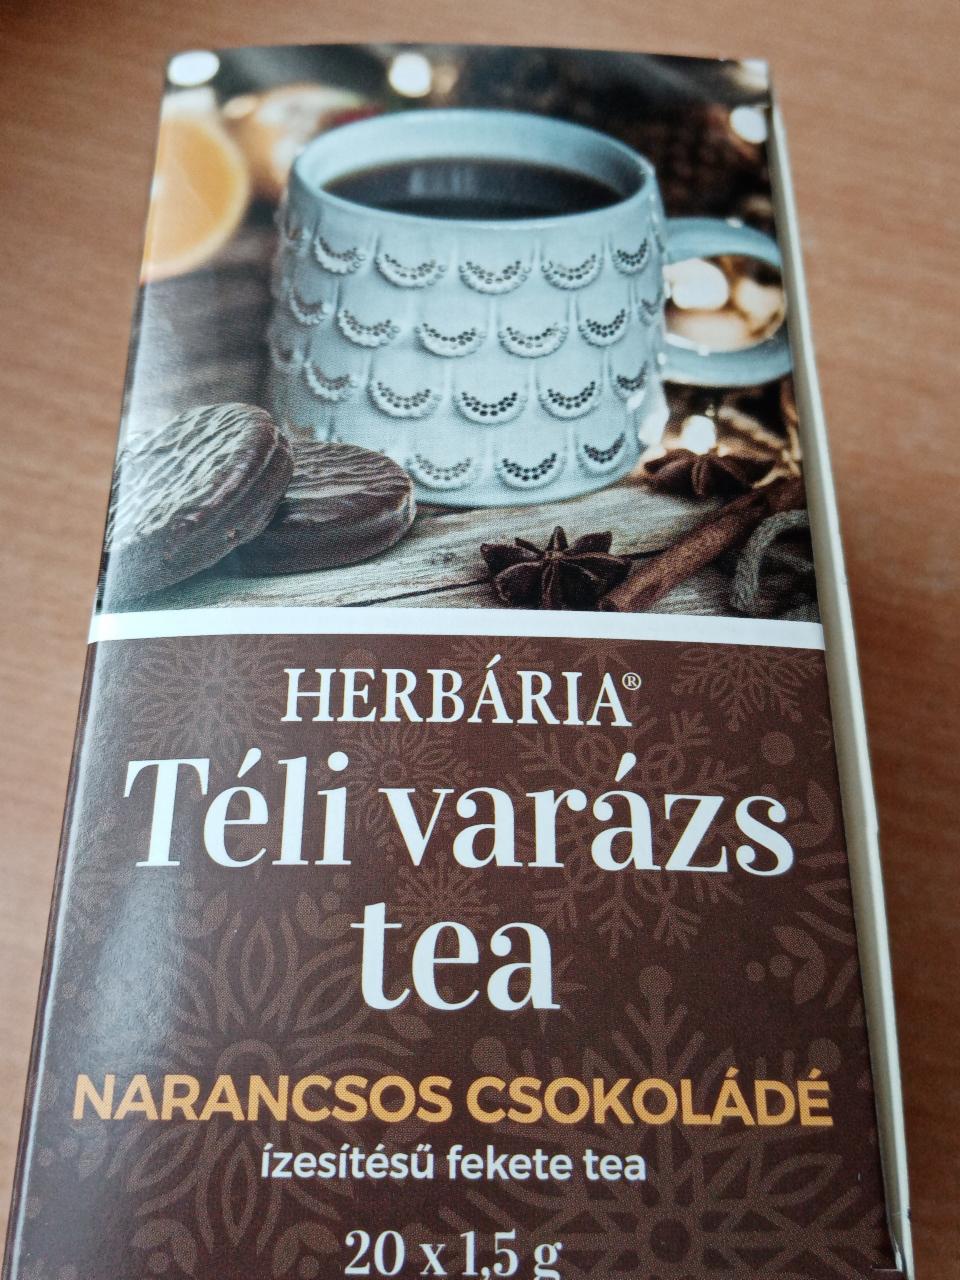 HERBÁRIA®
Téli varázs
tea
NARANCSOS CSOKOLÁDÉ
ízesítésű fekete tea
20 x 1,5 g